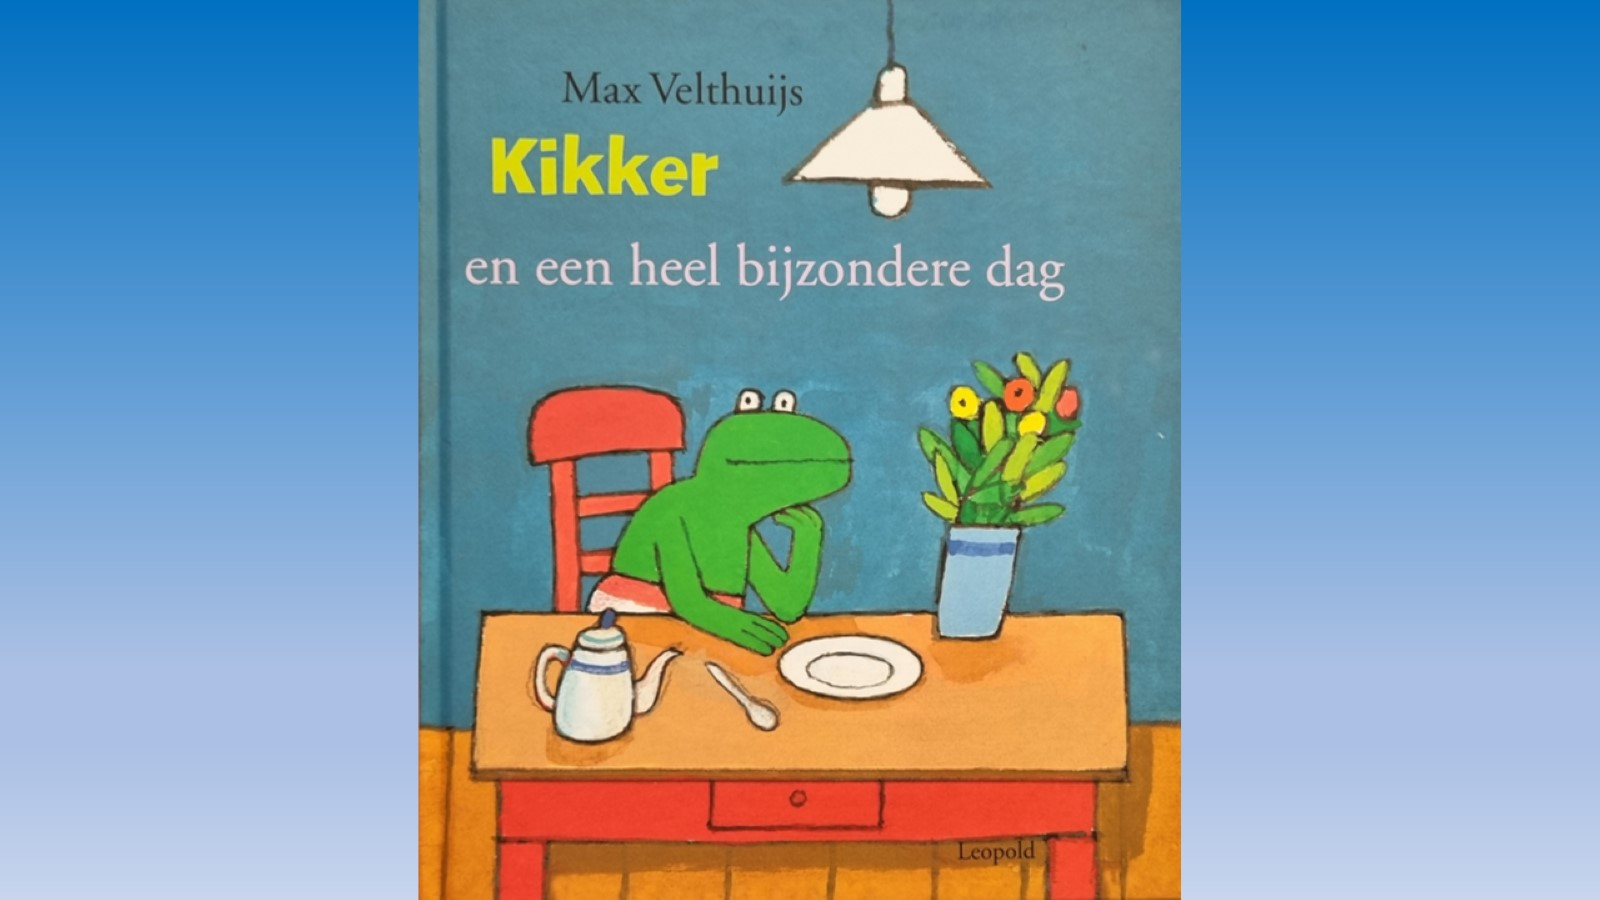 Max Velthuijs
Kikker
en een heel bijzondere dag
Leopold